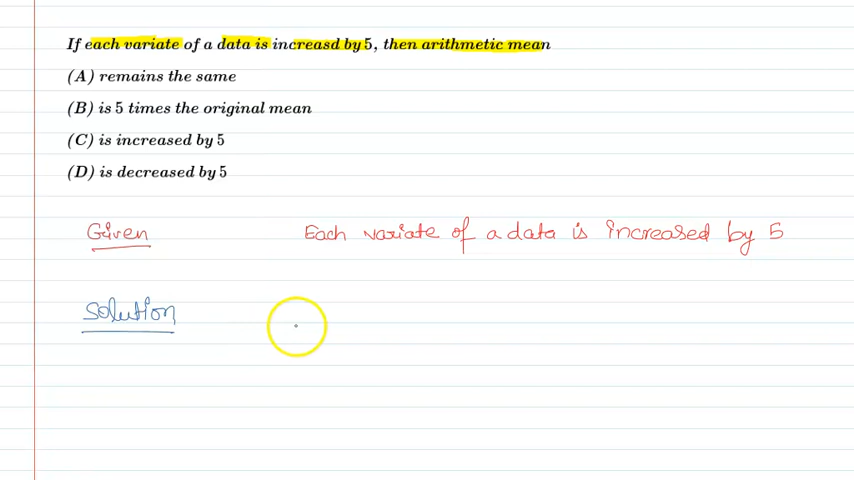 If each variate of a data is increasd by 5, then arithmetic mean
(A) remains the same
(B) is 5 times the original mean
(C) is increased by 5
(D) is decreased by 5
Given Each variate of a data is increased by 5
Solution